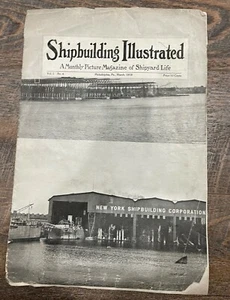 Shipbuilding Illustrated
A Monthly Picture Magazine of Shipyard Life
NEW YORK SHIPBUILDING CORPORATION